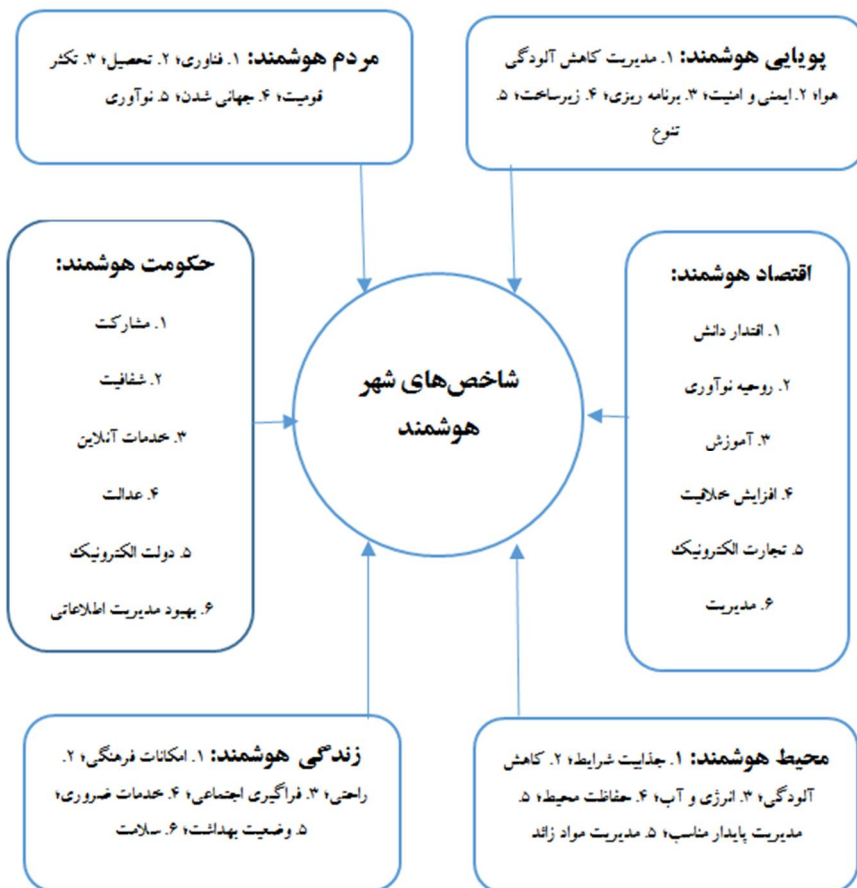 پویایی هوشمند: ۱. مدیریت کاهش آلودگی
هوا؛ ۲. ایمنی و امنیت؛ ۳. برنامه ریزی؛ ۴. زیرساخت؛ ۵.
تنوع
مردم هوشمند: ۱. فناوری؛ ۲. تحصیل؛ ۳. تکثر
قومیت؛ ۴. جهانی شدن؛ ۵. نوآوری
اقتصاد هوشمند:
۱. اقتدار دانش
۲. روحیه نوآوری
۳. آموزش
۴. افزایش خلاقیت
۵. تجارت الکترونیک
۶. مدیریت
شاخص‌های شهر
هوشمند
حکومت هوشمند:
۱. مشارکت
۲. شفافیت
۳. خدمات آنلاین
۴. عدالت
۵. دولت الکترونیک
۶. بهبود مدیریت اطلاعاتی
محیط هوشمند: ۱. جذابیت شرایط؛ ۲. کاهش
آلودگی؛ ۳. انرژی و آب؛ ۴. حفاظت محیط؛ ۵.
مدیریت پایدار مناسب؛ ۵. مدیریت مواد زائد
زندگی هوشمند: ۱. امکانات فرهنگی؛ ۲.
راحتی؛ ۳. فراگیری اجتماعی؛ ۴. خدمات ضروری؛
۵. وضعیت بهداشت؛ ۶. سلامت